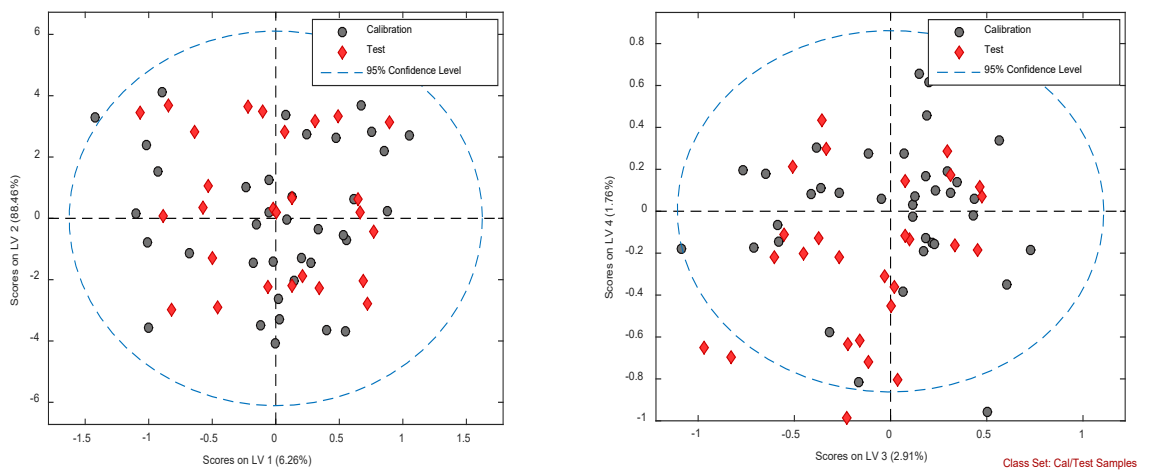 Calibration
Test
95% Confidence Level
6
4
2
0
-2
-4
-6
-1.5
-1
-0.5
0
0.5
1
1.5
Scores on LV 2 (88.46%)
Scores on LV 1 (6.26%)
Calibration
Test
95% Confidence Level
0.8
0.6
0.4
0.2
0
-0.2
-0.4
-0.6
-0.8
-1
-1
-0.5
0
0.5
1
Scores on LV 4 (1.76%)
Scores on LV 3 (2.91%)
Class Set: Cal/Test Samples